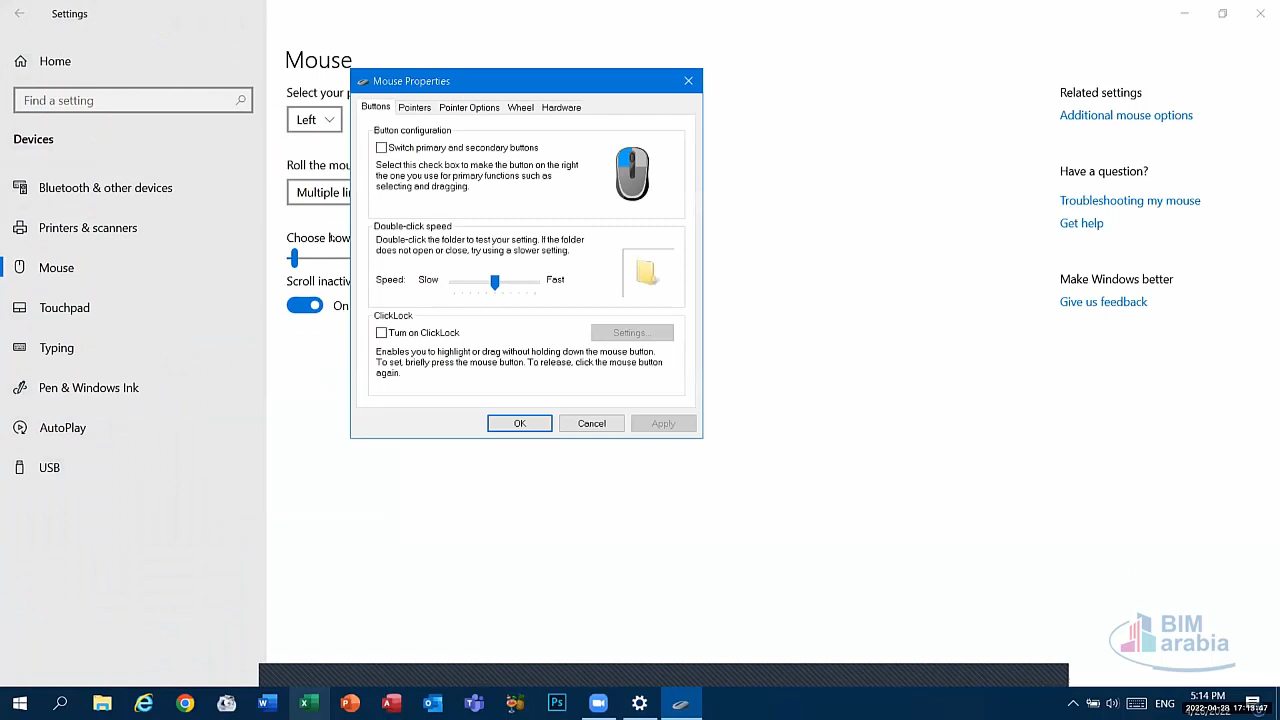 Settings
Home
Find a setting
Devices
Bluetooth & other devices
Printers & scanners
Mouse
Touchpad
Typing
Pen & Windows Ink
AutoPlay
USB
Mouse
Select your p
Left
Roll the mou
Multiple li
Choose how
Scroll inactiv
On
Mouse Properties
Buttons Pointers Pointer Options Wheel Hardware
Button configuration
Switch primary and secondary buttons
Select this check box to make the button on the right
the one you use for primary functions such as
selecting and dragging.
Double-click speed
Double-click the folder to test your setting. If the folder
does not open or close, try using a slower setting.
Speed: Slow Fast
ClickLock
Turn on ClickLock
Settings...
Enables you to highlight or drag without holding down the mouse button.
To set, briefly press the mouse button. To release, click the mouse button
again.
OK Cancel Apply
Related settings
Additional mouse options
Have a question?
Troubleshooting my mouse
Get help
Make Windows better
Give us feedback
BIM
arabia
Ps
ENG
5:14 PM
2022-04-28 17:13:47